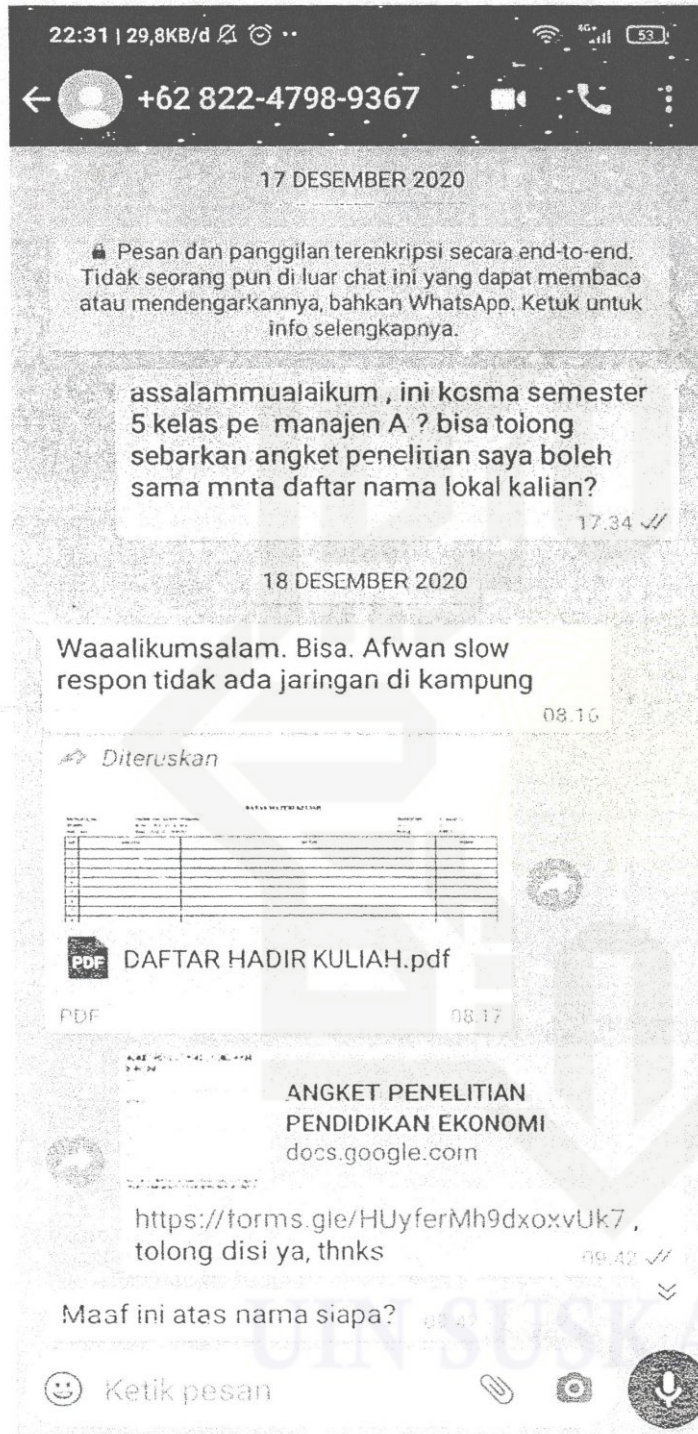 22:31 | 29,8KB/d
4G+
53
+62 822-4798-9367
17 DESEMBER 2020
Pesan dan panggilan terenkripsi secara end-to-end.
Tidak seorang pun di luar chat ini yang dapat membaca
atau mendengarkannya, bahkan WhatsApp. Ketuk untuk
info selengkapnya.
assalammualaikum , ini kosma semester
5 kelas pe manajen A ? bisa tolong
sebarkan angket penelitian saya boleh
sama mnta daftar nama lokal kalian?
17.34
18 DESEMBER 2020
Waaalikumsalam. Bisa. Afwan slow
respon tidak ada jaringan di kampung
08.16
Diteruskan
PDF DAFTAR HADIR KULIAH.pdf
PDF 08.17
ANGKET PENELITIAN
PENDIDIKAN EKONOMI
docs.google.com
https://forms.gle/HUyferMh9dxoxvUk7 ,
tolong disi ya, thnks 09.42
Maaf ini atas nama siapa?
UIN SUSKA
Ketik pesan